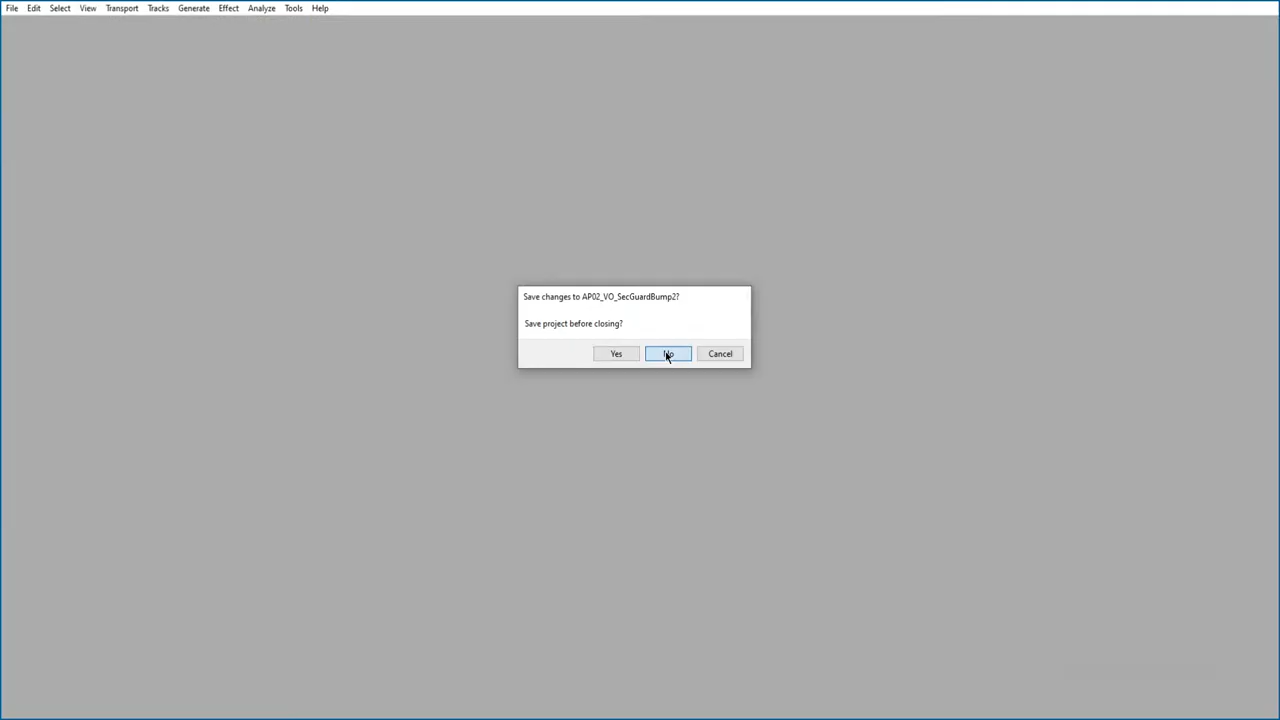 File Edit Select View Transport Tracks Generate Effect Analyze Tools Help
Save changes to AP02_VO_SecGuardBump2?
Save project before closing?
Yes No Cancel